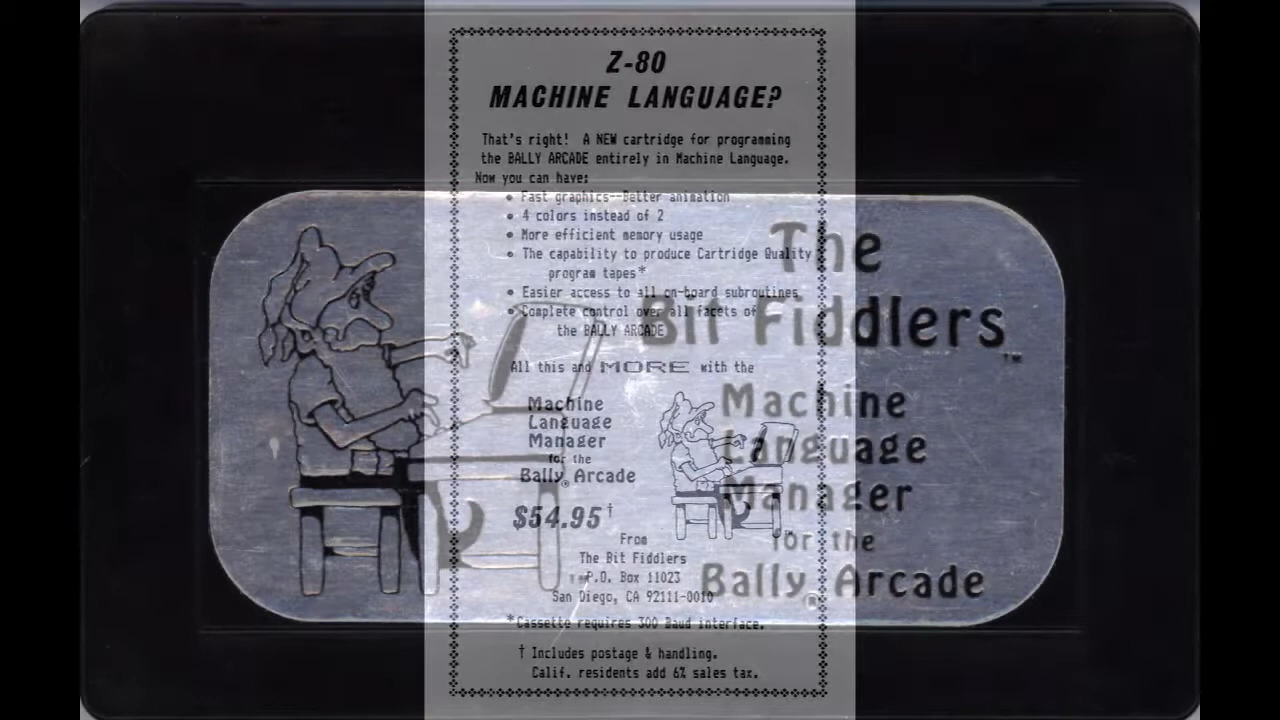 Z-80
MACHINE LANGUAGE?
That's right! A NEW cartridge for programming
the BALLY ARCADE entirely in Machine Language.
Now you can have:
• Fast graphics--Better animation
• 4 colors instead of 2
• More efficient memory usage
• The capability to produce Cartridge Quality
program tapes*
• Easier access to all on-board subroutines
• Complete control over all facets of
the BALLY ARCADE
All this and MORE with the
Machine
Language
Manager
for the
Bally® Arcade
$54.95†
From
The Bit Fiddlers
P.O. Box 11023
San Diego, CA 92111-0010
*Cassette requires 300 Baud interface.
† Includes postage & handling.
Calif. residents add 6% sales tax.
The
Bit Fiddlers™
Machine
Language
Manager
for the
Bally® Arcade